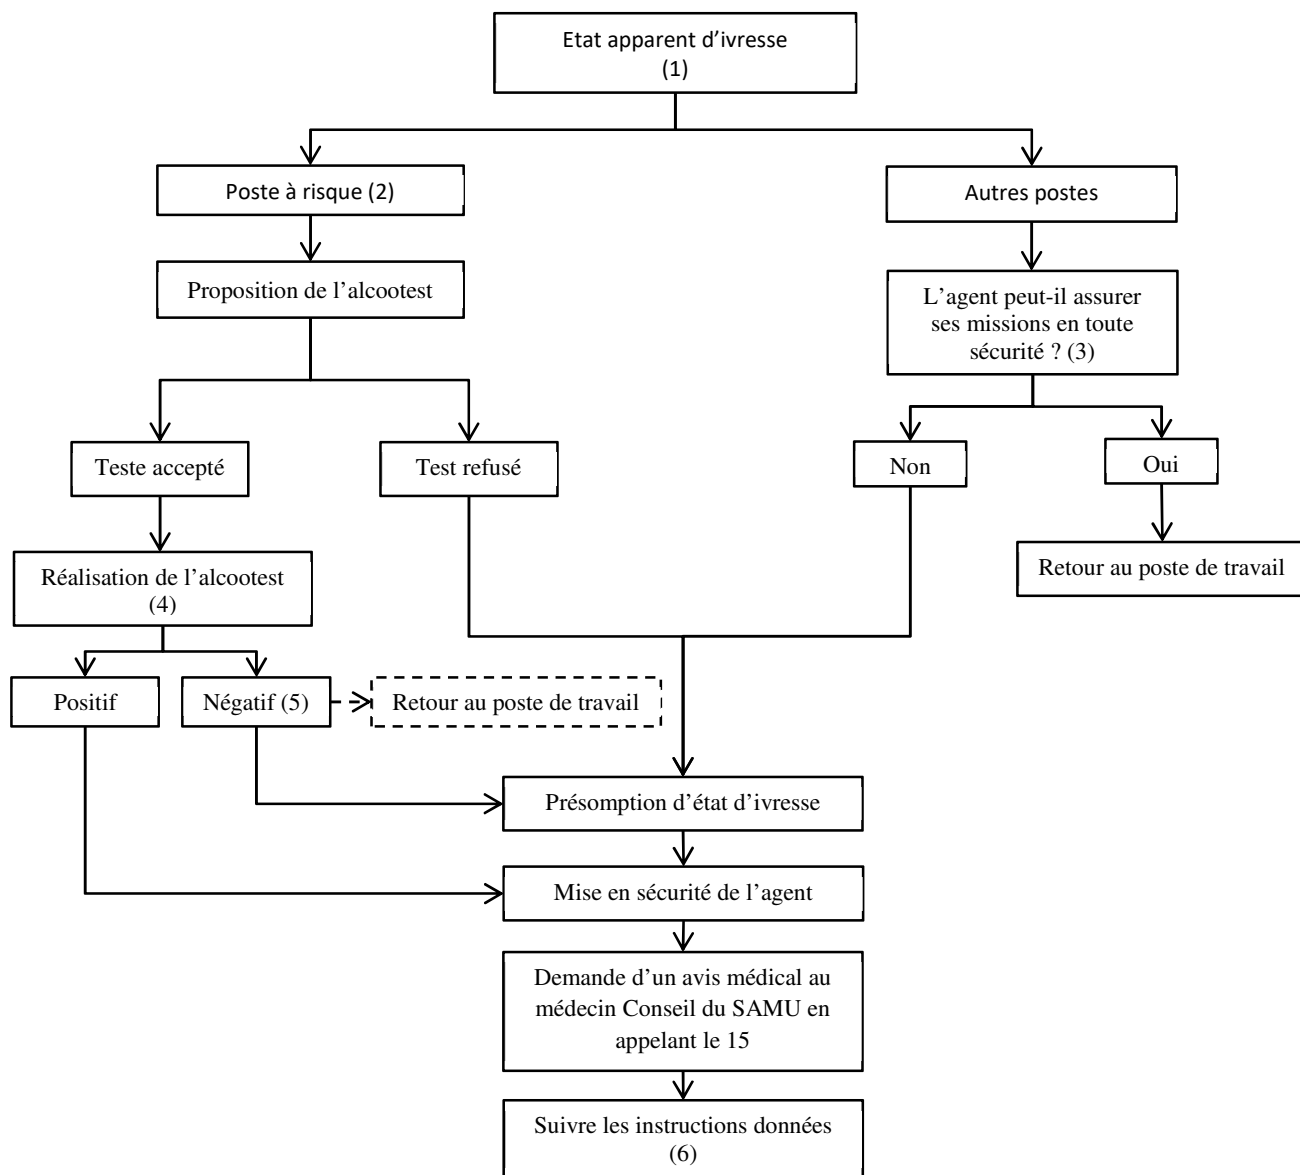 Etat apparent d’ivresse
(1)
Poste à risque (2)
Autres postes
Proposition de l’alcootest
L’agent peut-il assurer
ses missions en toute
sécurité ? (3)
Teste accepté
Test refusé
Non
Oui
Réalisation de l’alcootest
(4)
Retour au poste de travail
Positif
Négatif (5)
Retour au poste de travail
Présomption d’état d’ivresse
Mise en sécurité de l’agent
Demande d’un avis médical au
médecin Conseil du SAMU en
appelant le 15
Suivre les instructions données
(6)